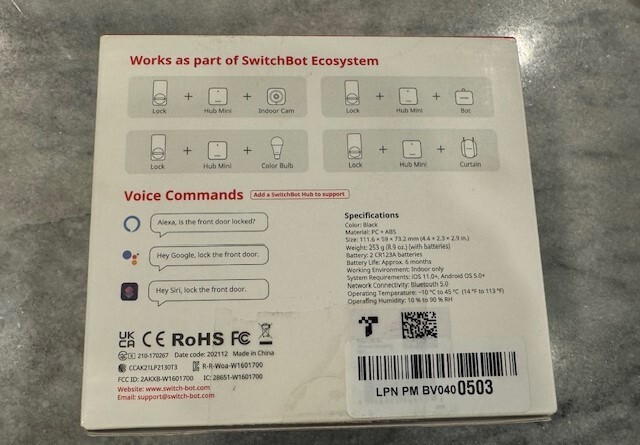 Works as part of SwitchBot Ecosystem
Lock + Hub Mini + Indoor Cam
Lock + Hub Mini + Bot
Lock + Hub Mini + Color Bulb
Lock + Hub Mini + Curtain
Voice Commands Add a SwitchBot Hub to support
Alexa, is the front door locked?
Hey Google, lock the front door.
Hey Siri, lock the front door.
Specifications
Color: Black
Material: PC + ABS
Size: 111.6 × 59 × 73.2 mm (4.4 × 2.3 × 2.9 in.)
Weight: 253 g (8.9 oz.) (with batteries)
Battery: 2 CR123A batteries
Battery Life: Approx. 6 months
Working Environment: Indoor only
System Requirements: iOS 11.0+, Android OS 5.0+
Network Connectivity: Bluetooth 5.0
Operating Temperature: −10 °C to 45 °C (14 °F to 113 °F)
Operating Humidity: 10 % to 90 % RH
UK CA CE RoHS FC
210-170267 Date code: 202112 Made in China
CCAK21LP2130T3 R-R-Woa-W1601700
FCC ID: 2AKXB-W1601700 IC: 28651-W1601700
Website: www.switch-bot.com
Email: support@switch-bot.com
LPN PM BV040 0503